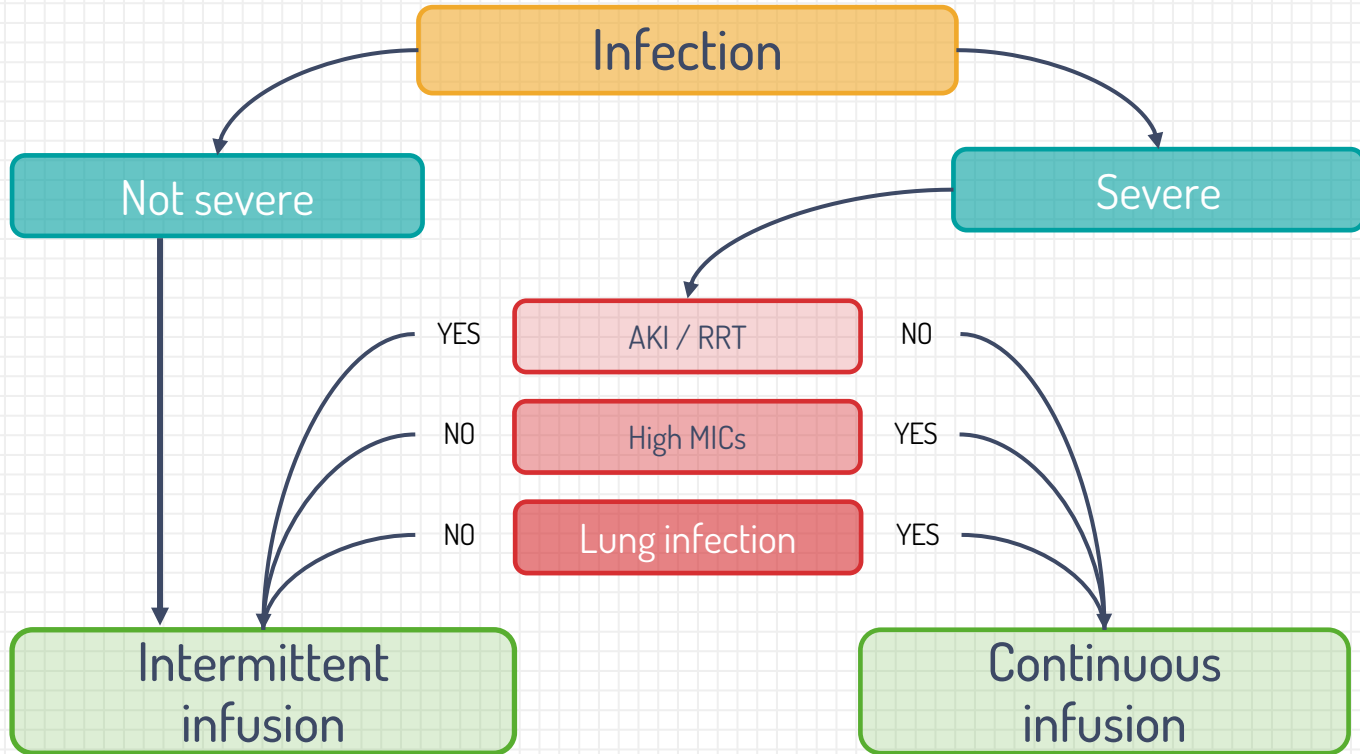 Infection
Not severe
Severe
YES
AKI / RRT
NO
NO
High MICs
YES
NO
Lung infection
YES
Intermittent
infusion
Continuous
infusion